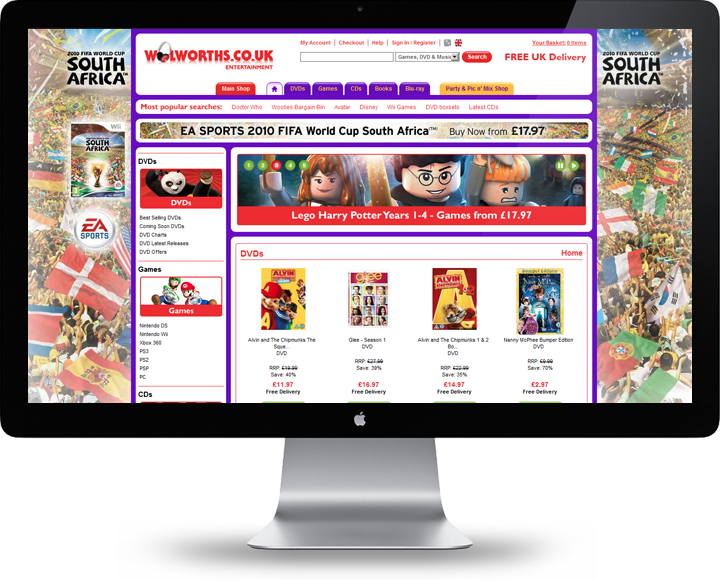 2010 FIFA WORLD CUP
SOUTH
AFRICA™
Wii
SOUTH
AFRICA
EA
SPORTS
WOLWORTHS.CO.UK
ENTERTAINMENT
My Account | Checkout | Help | Sign In / Register
Your Basket: 0 Items
Games, DVD & Music
Search
FREE UK Delivery
Main Shop
DVDs
Games
CDs
Books
Blu-ray
Party & Pic n' Mix Shop
Most popular searches: Doctor Who Woolies Bargain Bin Avatar Disney Wii Games DVD boxsets Latest CDs
EA SPORTS 2010 FIFA World Cup South Africa(TM) Buy Now from £17.97
DVDs
DVDs
Best Selling DVDs
Coming Soon DVDs
DVD Charts
DVD Latest Releases
DVD Offers
Games
Games
Nintendo DS
Nintendo Wii
Xbox 360
PS3
PS2
PSP
PC
CDs
1 2 3 4 5
Lego Harry Potter Years 1-4 - Games from £17.97
DVDs
Home
ALVIN
glee
ALVIN
Alvin and The Chipmunks The
Sque...
DVD
RRP: £19.99
Save: 40%
£11.97
Free Delivery
Glee - Season 1
DVD
RRP: £27.99
Save: 39%
£16.97
Free Delivery
Alvin and The Chipmunks 1 & 2
Bo...
DVD
RRP: £22.99
Save: 35%
£14.97
Free Delivery
Nanny McPhee Bumper Edition
DVD
RRP: £9.99
Save: 70%
£2.97
Free Delivery
2010 FIFA WORLD CUP
SOUTH
AFRICA™